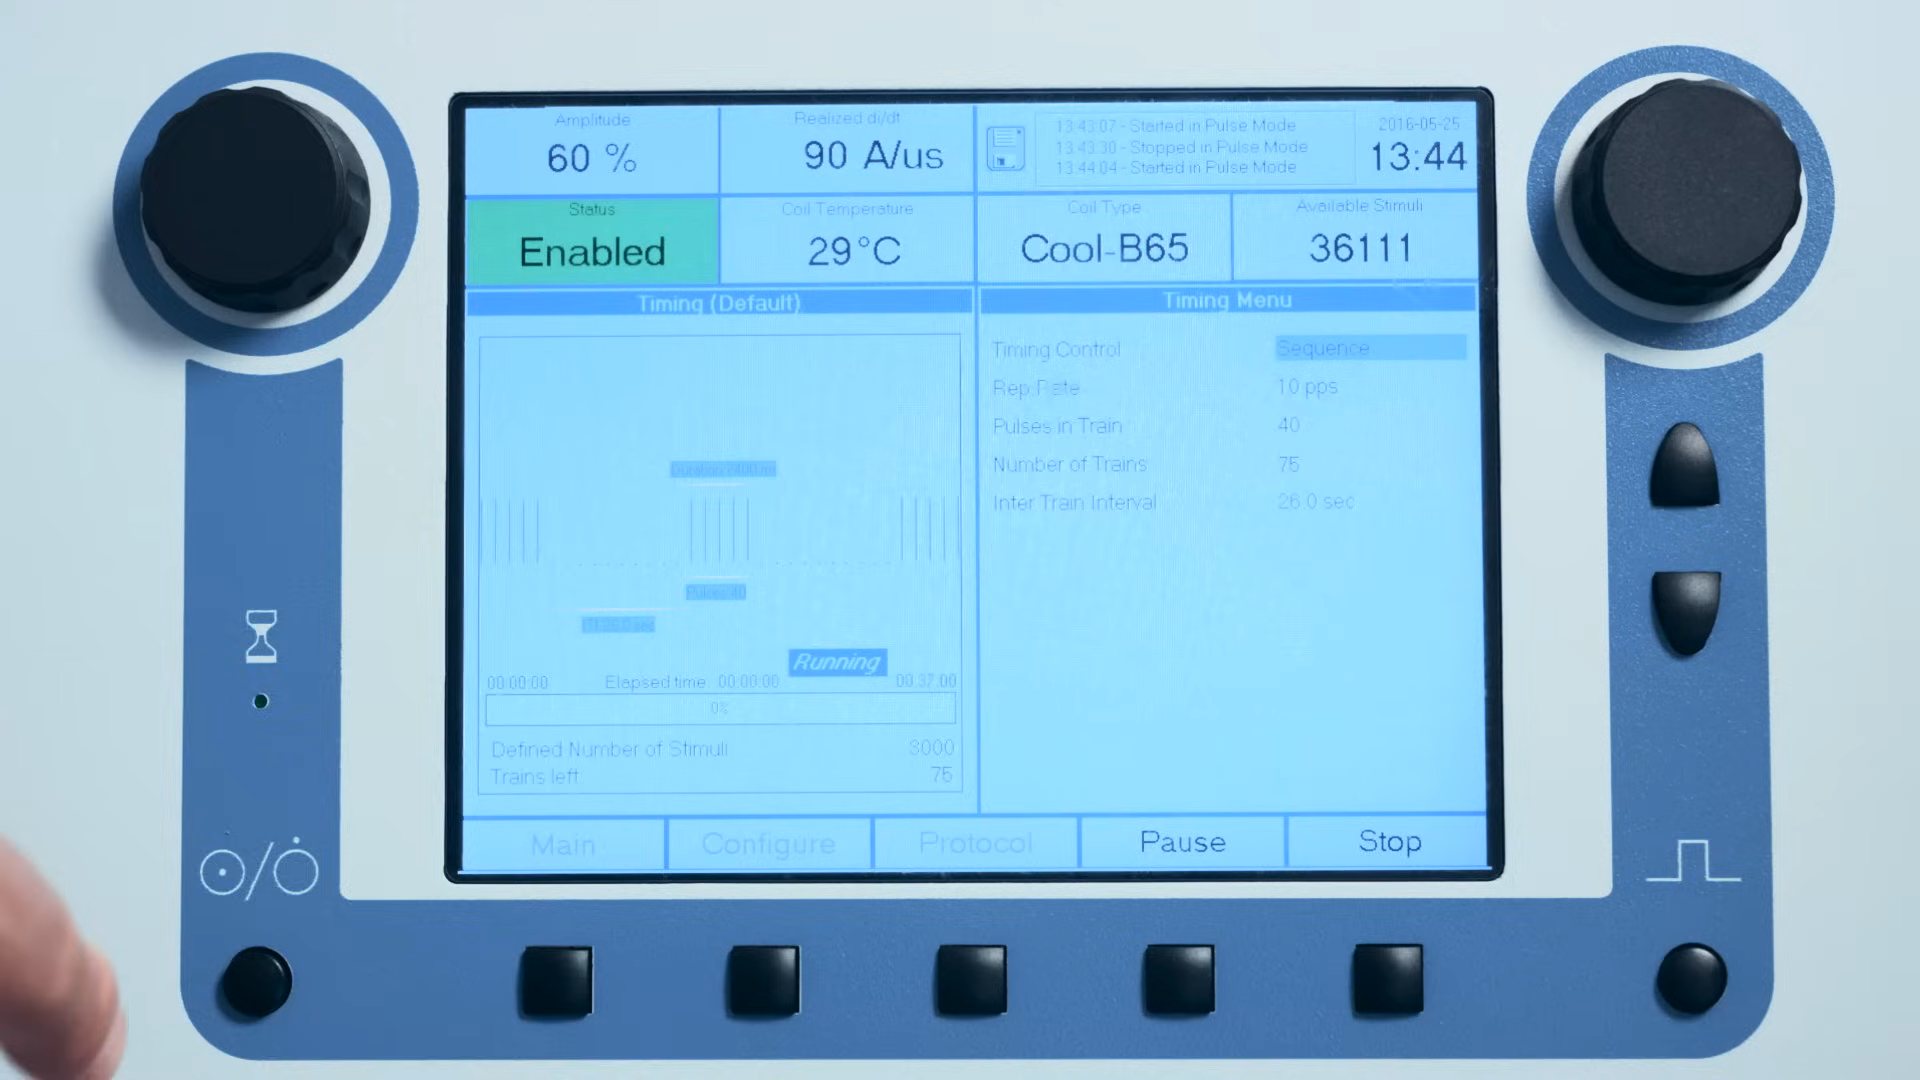 Amplitude
60 %
Realized di/dt
90 A/us
13:43:07 - Started in Pulse Mode
13:43:30 - Stopped in Pulse Mode
13:44:04 - Started in Pulse Mode
2016-05-25
13:44
Status
Enabled
Coil Temperature
29°C
Coil Type
Cool-B65
Available Stimuli
36111
Timing (Default)
Timing Menu
Timing Control Sequence
Rep Rate 10 pps
Pulses in Train 40
Number of Trains 75
Inter Train Interval 26.0 sec
Running
00:00:00 Elapsed time: 00:00:00 00:37:00
0%
Defined Number of Stimuli 3000
Trains left 75
Main Configure Protocol Pause Stop